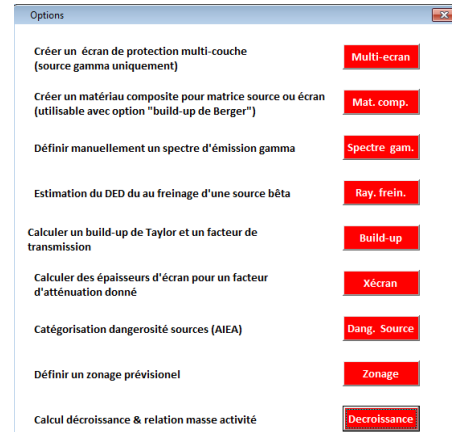 Options
Créer un écran de protection multi-couche
(source gamma uniquement)
Multi-ecran
Créer un matériau composite pour matrice source ou écran
(utilisable avec option "build-up de Berger")
Mat. comp.
Définir manuellement un spectre d'émission gamma
Spectre gam.
Estimation du DED du au freinage d'une source bêta
Ray. frein.
Calculer un build-up de Taylor et un facteur de
transmission
Build-up
Calculer des épaisseurs d'écran pour un facteur
d'atténuation donné
Xécran
Catégorisation dangerosité sources (AIEA)
Dang. Source
Définir un zonage prévisionel
Zonage
Calcul décroissance & relation masse activité
Decroissance